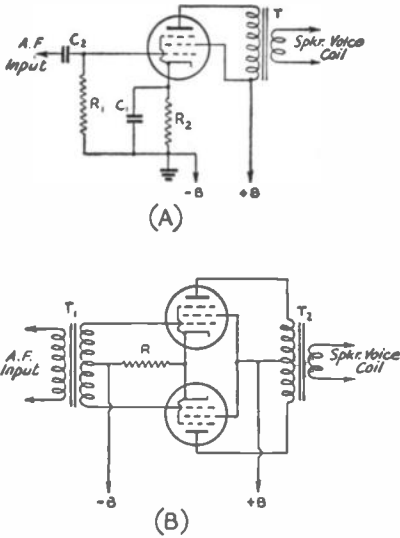 A.F. Input
C₂
R₁
C₁
R₂
T
Spkr. Voice Coil
-B
+B
(A)
T₁
A.F. Input
R
T₂
Spkr. Voice Coil
-B
+B
(B)